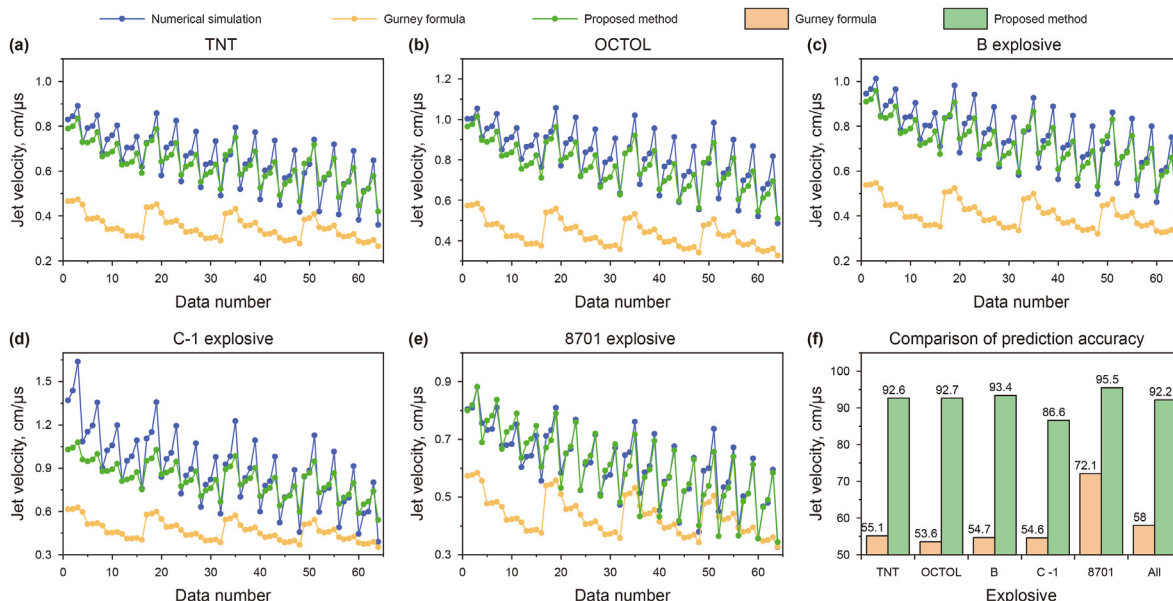 Numerical simulation Gurney formula Proposed method Gurney formula Proposed method
(a) TNT
Jet velocity, cm/μs
1.0
0.8
0.6
0.4
0.2
0 10 20 30 40 50 60
Data number
(b) OCTOL
Jet velocity, cm/μs
1.2
1.0
0.8
0.6
0.4
0 10 20 30 40 50 60
Data number
(c) B explosive
Jet velocity, cm/μs
1.0
0.8
0.6
0.4
0.2
0 10 20 30 40 50 60
Data number
(d) C-1 explosive
Jet velocity, cm/μs
1.5
1.2
0.9
0.6
0.3
0 10 20 30 40 50 60
Data number
(e) 8701 explosive
Jet velocity, cm/μs
0.9
0.7
0.5
0.3
0 10 20 30 40 50 60
Data number
(f) Comparison of prediction accuracy
Jet velocity, cm/μs
100
90
80
70
60
50
55.1 92.6 53.6 92.7 54.7 93.4 54.6 86.6 72.1 95.5 58 92.2
TNT OCTOL B C -1 8701 All
Explosive